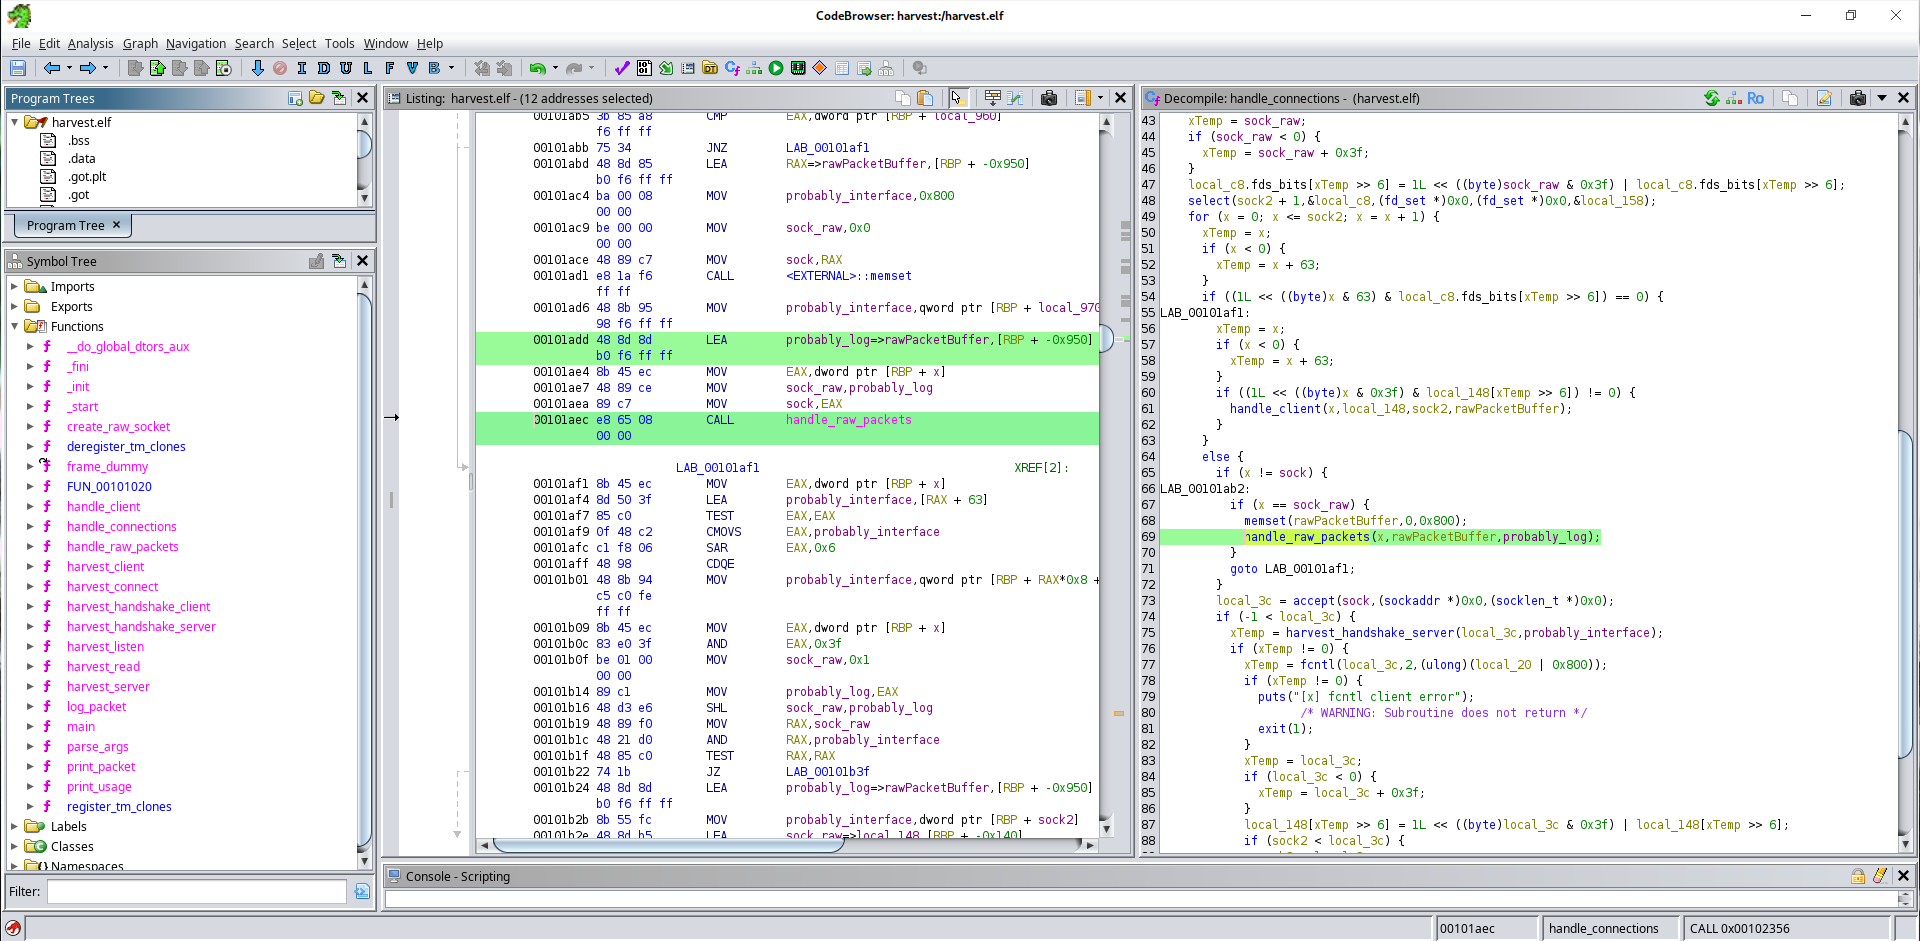 CodeBrowser: harvest:/harvest.elf
File Edit Analysis Graph Navigation Search Select Tools Window Help
I D U L F V B
Program Trees
harvest.elf
.bss
.data
.got.plt
.got
Program Tree ×
Symbol Tree
Imports
Exports
Functions
f __do_global_dtors_aux
f _fini
f _init
f _start
f create_raw_socket
f deregister_tm_clones
f frame_dummy
f FUN_00101020
f handle_client
f handle_connections
f handle_raw_packets
f harvest_client
f harvest_connect
f harvest_handshake_client
f harvest_handshake_server
f harvest_listen
f harvest_read
f harvest_server
f log_packet
f main
f parse_args
f print_packet
f print_usage
f register_tm_clones
Labels
Classes
Namespaces
Filter:
Listing: harvest.elf - (12 addresses selected)
00101ab5 3b 85 a8 CMP EAX,dword ptr [RBP + local_960]
f6 ff ff
00101abb 75 34 JNZ LAB_00101af1
00101abd 48 8d 85 LEA RAX=>rawPacketBuffer,[RBP + -0x950]
b0 f6 ff ff
00101ac4 ba 00 08 MOV probably_interface,0x800
00 00
00101ac9 be 00 00 MOV sock_raw,0x0
00 00
00101ace 48 89 c7 MOV sock,RAX
00101ad1 e8 1a f6 CALL <EXTERNAL>::memset
ff ff
00101ad6 48 8b 95 MOV probably_interface,qword ptr [RBP + local_970
98 f6 ff ff
00101add 48 8d 8d LEA probably_log=>rawPacketBuffer,[RBP + -0x950]
b0 f6 ff ff
00101ae4 8b 45 ec MOV EAX,dword ptr [RBP + x]
00101ae7 48 89 ce MOV sock_raw,probably_log
00101aea 89 c7 MOV sock,EAX
00101aec e8 65 08 CALL handle_raw_packets
00 00
LAB_00101af1 XREF[2]:
00101af1 8b 45 ec MOV EAX,dword ptr [RBP + x]
00101af4 8d 50 3f LEA probably_interface,[RAX + 63]
00101af7 85 c0 TEST EAX,EAX
00101af9 0f 48 c2 CMOVS EAX,probably_interface
00101afc c1 f8 06 SAR EAX,0x6
00101aff 48 98 CDQE
00101b01 48 8b 94 MOV probably_interface,qword ptr [RBP + RAX*0x8 +
c5 c0 fe
ff ff
00101b09 8b 45 ec MOV EAX,dword ptr [RBP + x]
00101b0c 83 e0 3f AND EAX,0x3f
00101b0f be 01 00 MOV sock_raw,0x1
00 00
00101b14 89 c1 MOV probably_log,EAX
00101b16 48 d3 e6 SHL sock_raw,probably_log
00101b19 48 89 f0 MOV RAX,sock_raw
00101b1c 48 21 d0 AND RAX,probably_interface
00101b1f 48 85 c0 TEST RAX,RAX
00101b22 74 1b JZ LAB_00101b3f
00101b24 48 8d 8d LEA probably_log=>rawPacketBuffer,[RBP + -0x950]
b0 f6 ff ff
00101b2b 8b 55 fc MOV probably_interface,dword ptr [RBP + sock2]
00101b2e 48 8d b5 LEA sock_raw=>local_148,[RBP + -0x140]
Decompile: handle_connections - (harvest.elf)
Ro
43 xTemp = sock_raw;
44 if (sock_raw < 0) {
45 xTemp = sock_raw + 0x3f;
46 }
47 local_c8.fds_bits[xTemp >> 6] = 1L << ((byte)sock_raw & 0x3f) | local_c8.fds_bits[xTemp >> 6];
48 select(sock2 + 1,&local_c8,(fd_set *)0x0,(fd_set *)0x0,&local_158);
49 for (x = 0; x <= sock2; x = x + 1) {
50 xTemp = x;
51 if (x < 0) {
52 xTemp = x + 63;
53 }
54 if ((1L << ((byte)x & 63) & local_c8.fds_bits[xTemp >> 6]) == 0) {
55 LAB_00101af1:
56 xTemp = x;
57 if (x < 0) {
58 xTemp = x + 63;
59 }
60 if ((1L << ((byte)x & 0x3f) & local_148[xTemp >> 6]) != 0) {
61 handle_client(x,local_148,sock2,rawPacketBuffer);
62 }
63 }
64 else {
65 if (x != sock) {
66 LAB_00101ab2:
67 if (x == sock_raw) {
68 memset(rawPacketBuffer,0,0x800);
69 handle_raw_packets(x,rawPacketBuffer,probably_log);
70 }
71 goto LAB_00101af1;
72 }
73 local_3c = accept(sock,(sockaddr *)0x0,(socklen_t *)0x0);
74 if (-1 < local_3c) {
75 xTemp = harvest_handshake_server(local_3c,probably_interface);
76 if (xTemp != 0) {
77 xTemp = fcntl(local_3c,2,(ulong)(local_20 | 0x800));
78 if (xTemp != 0) {
79 puts("[x] fcntl client error");
80 /* WARNING: Subroutine does not return */
81 exit(1);
82 }
83 xTemp = local_3c;
84 if (local_3c < 0) {
85 xTemp = local_3c + 0x3f;
86 }
87 local_148[xTemp >> 6] = 1L << ((byte)local_3c & 0x3f) | local_148[xTemp >> 6];
88 if (sock2 < local_3c) {
Console - Scripting
00101aec handle_connections CALL 0x00102356